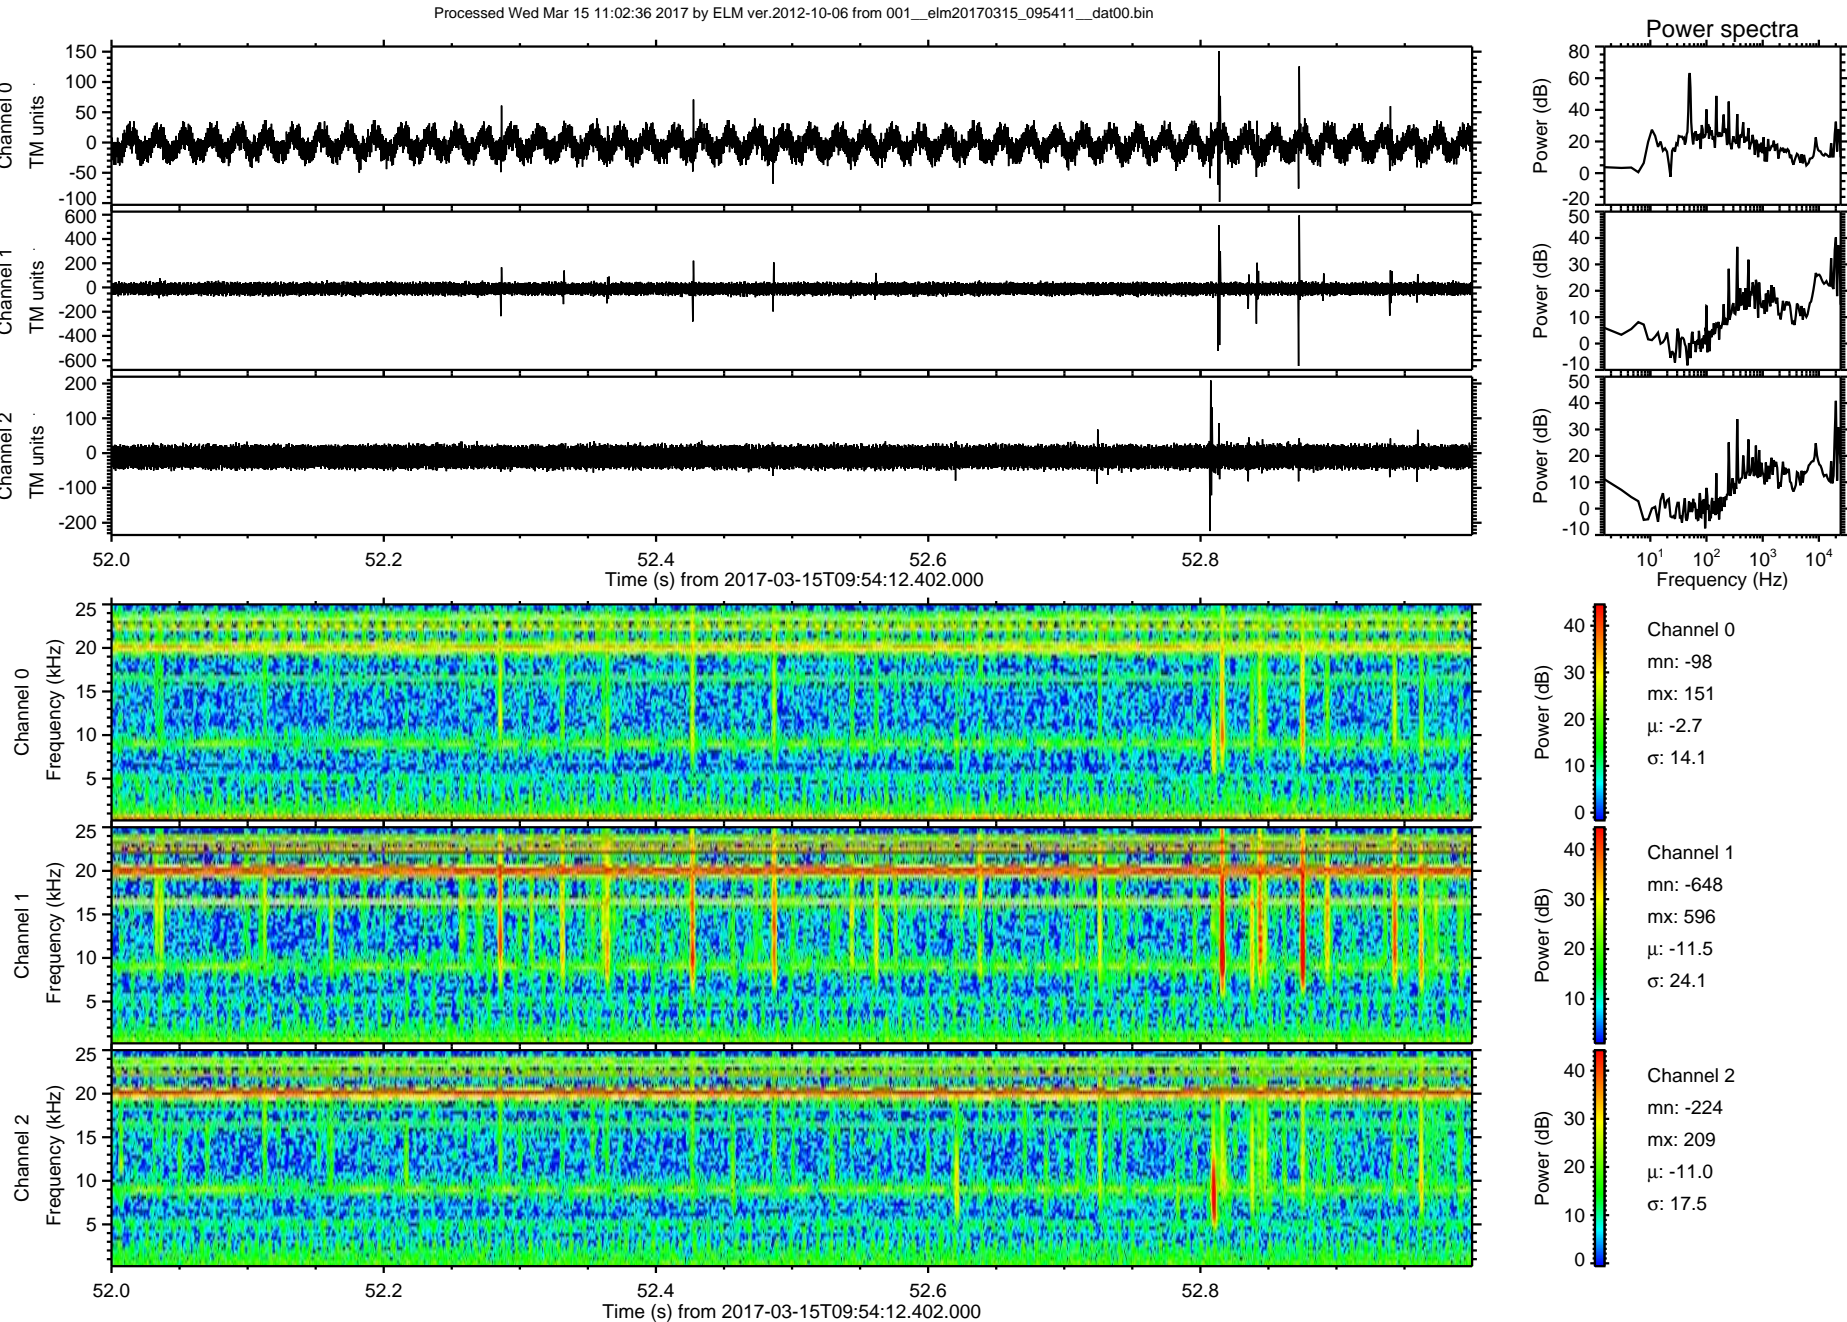 Processed Wed Mar 15 11:02:36 2017 by ELM ver.2012-10-06 from 001__elm20170315_095411__dat00.bin
Power spectra
Channel 0
TM units
150
100
50
0
-50
-100
Power (dB)
80
60
40
20
0
-20
Channel 1
TM units
600
400
200
0
-200
-400
-600
Power (dB)
50
40
30
20
10
0
-10
Channel 2
TM units
200
100
0
-100
-200
Power (dB)
50
40
30
20
10
0
-10
52.0 52.2 52.4 52.6 52.8
Time (s) from 2017-03-15T09:54:12.402.000
10¹ 10² 10³ 10⁴
Frequency (Hz)
Channel 0
Frequency (kHz)
25
20
15
10
5
Power (dB)
40
30
20
10
0
Channel 0
mn: -98
mx: 151
μ: -2.7
σ: 14.1
Channel 1
Frequency (kHz)
25
20
15
10
5
Power (dB)
40
30
20
10
Channel 1
mn: -648
mx: 596
μ: -11.5
σ: 24.1
Channel 2
Frequency (kHz)
25
20
15
10
5
Power (dB)
40
30
20
10
0
Channel 2
mn: -224
mx: 209
μ: -11.0
σ: 17.5
52.0 52.2 52.4 52.6 52.8
Time (s) from 2017-03-15T09:54:12.402.000